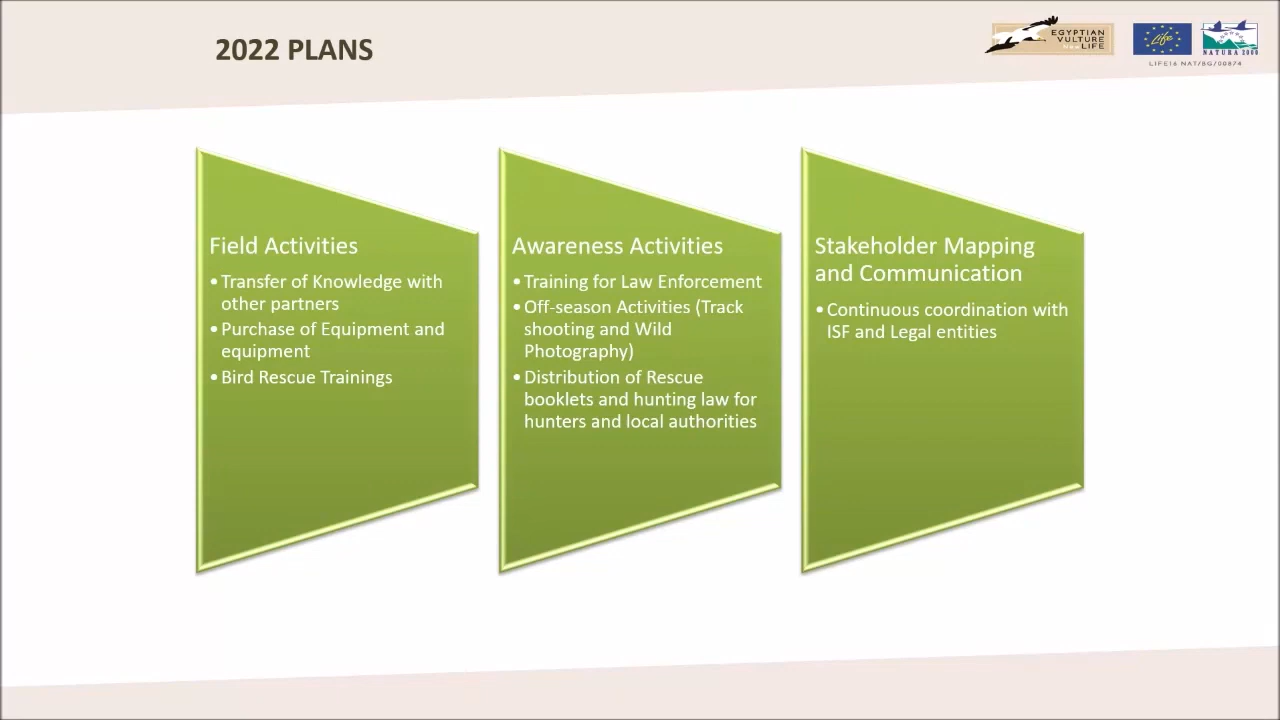 2022 PLANS
EGYPTIAN
VULTURE
New LIFE
Life
NATURA 2000
LIFE16 NAT/BG/00874
Field Activities
• Transfer of Knowledge with
other partners
• Purchase of Equipment and
equipment
• Bird Rescue Trainings
Awareness Activities
• Training for Law Enforcement
• Off-season Activities (Track
shooting and Wild
Photography)
• Distribution of Rescue
booklets and hunting law for
hunters and local authorities
Stakeholder Mapping
and Communication
• Continuous coordination with
ISF and Legal entities